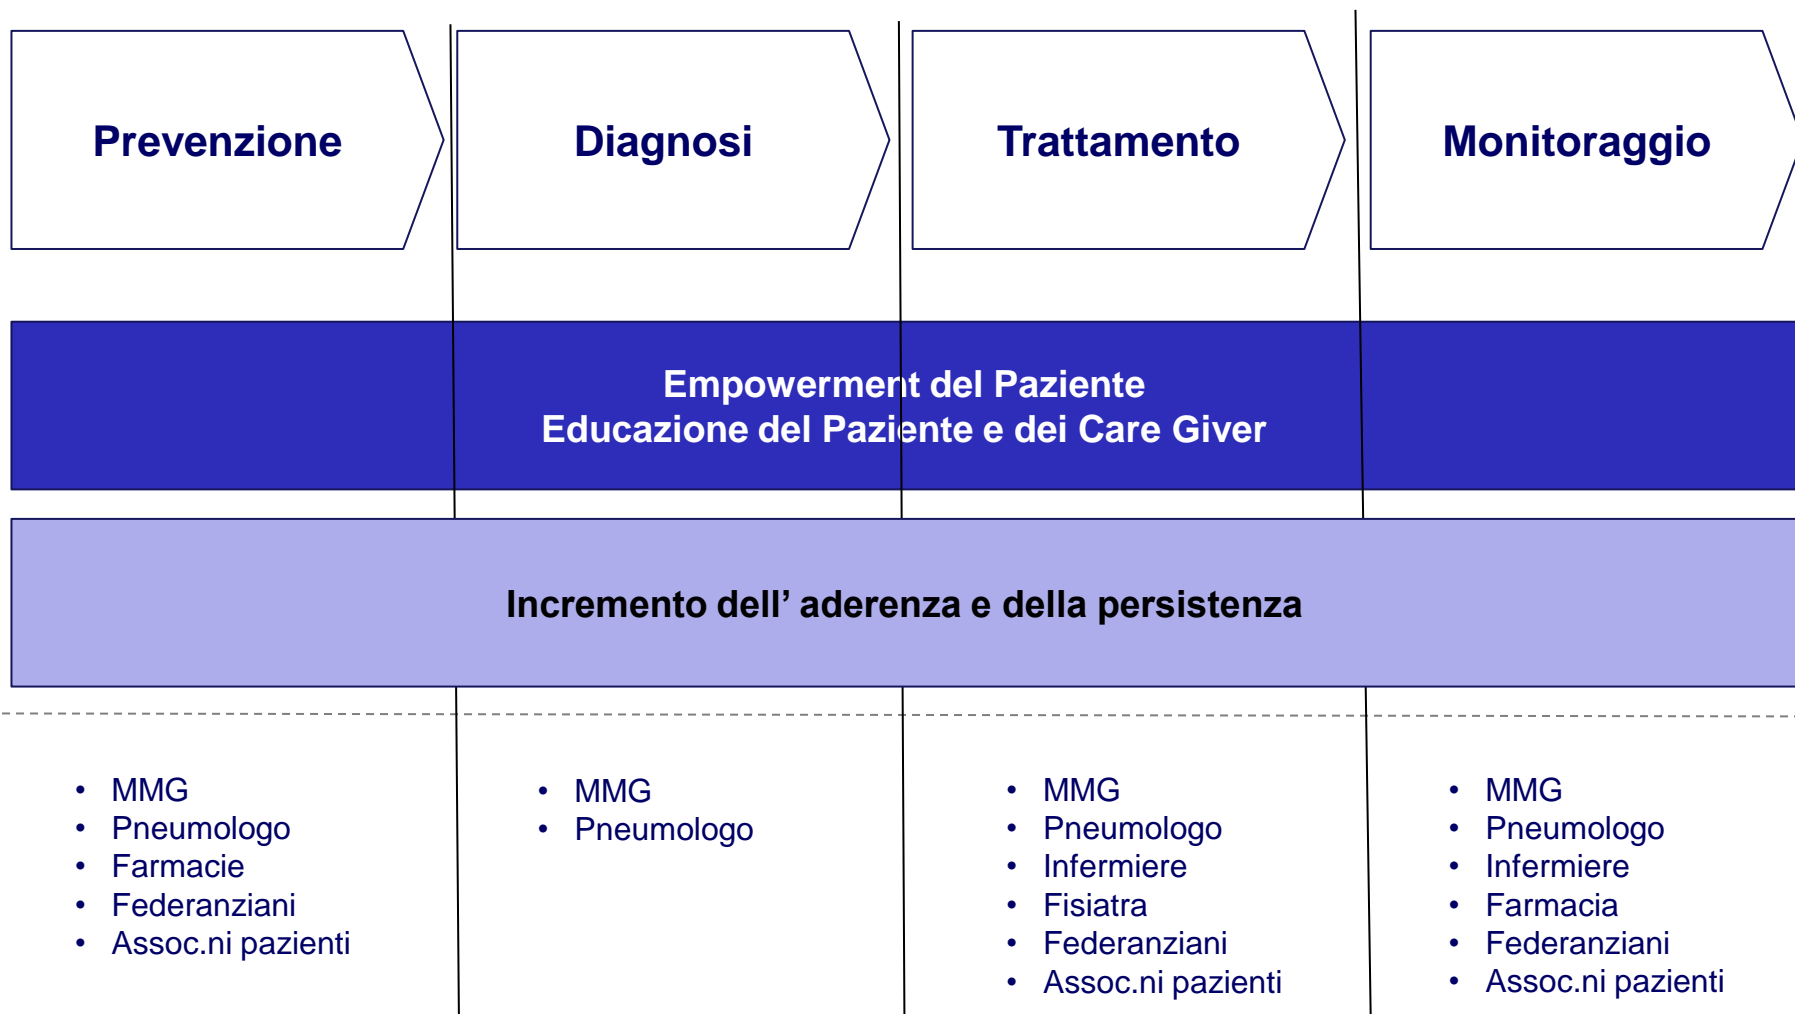 Prevenzione
Diagnosi
Trattamento
Monitoraggio
Empowerment del Paziente
Educazione del Paziente e dei Care Giver
Incremento dell’ aderenza e della persistenza
• MMG
• Pneumologo
• Farmacie
• Federanziani
• Assoc.ni pazienti
• MMG
• Pneumologo
• MMG
• Pneumologo
• Infermiere
• Fisiatra
• Federanziani
• Assoc.ni pazienti
• MMG
• Pneumologo
• Infermiere
• Farmacia
• Federanziani
• Assoc.ni pazienti